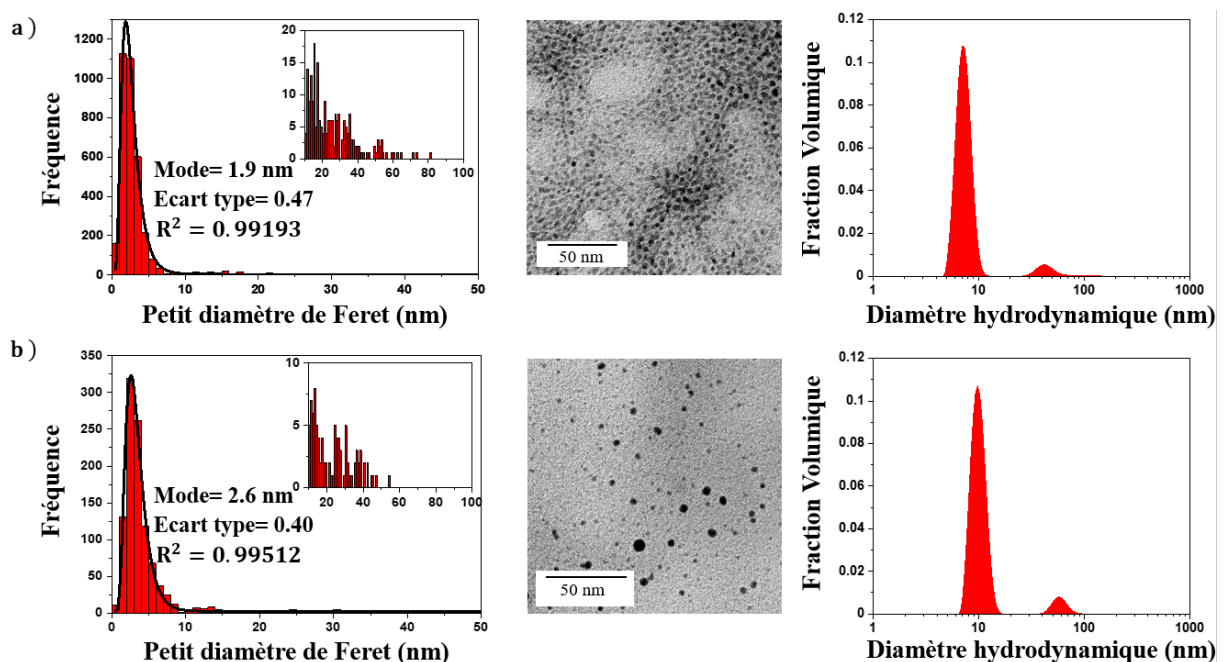 a )
Fréquence
1200
1000
800
600
400
200
0
0 10 20 30 40 50
Petit diamètre de Feret (nm)
20
15
10
5
0
20 40 60 80 100
Mode= 1.9 nm
Ecart type= 0.47
R² = 0.99193
50 nm
Fraction Volumique
0.12
0.1
0.08
0.06
0.04
0.02
0
1 10 100 1000
Diamètre hydrodynamique (nm)
b )
Fréquence
350
300
250
200
150
100
50
0
0 10 20 30 40 50
Petit diamètre de Feret (nm)
10
5
0
20 40 60 80 100
Mode= 2.6 nm
Ecart type= 0.40
R² = 0.99512
50 nm
Fraction Volumique
0.12
0.1
0.08
0.06
0.04
0.02
0
1 10 100 1000
Diamètre hydrodynamique (nm)